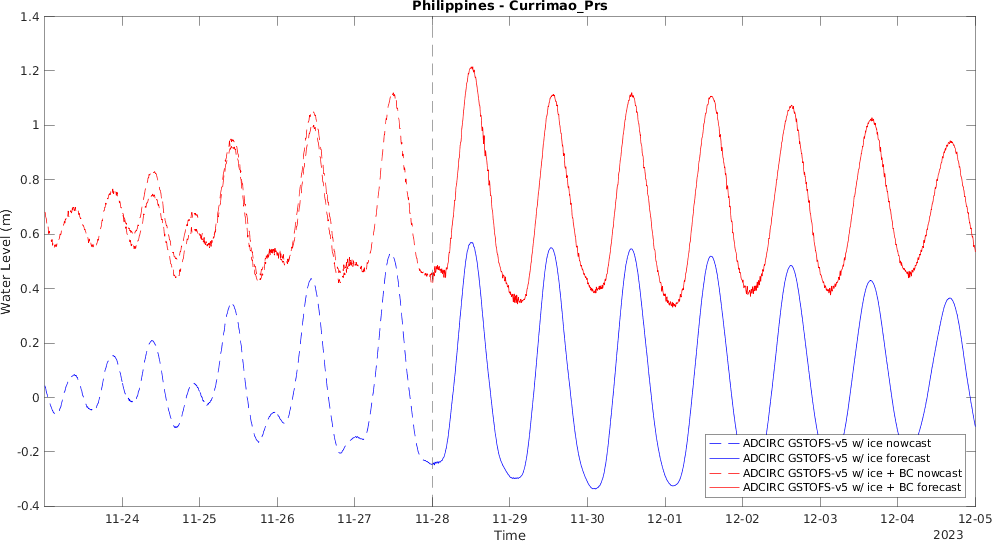 Philippines - Currimao_Prs
1.4
1.2
1
0.8
0.6
0.4
0.2
0
-0.2
-0.4
Water Level (m)
ADCIRC GSTOFS-v5 w/ ice nowcast
ADCIRC GSTOFS-v5 w/ ice forecast
ADCIRC GSTOFS-v5 w/ ice + BC nowcast
ADCIRC GSTOFS-v5 w/ ice + BC forecast
11-24 11-25 11-26 11-27 11-28 11-29 11-30 12-01 12-02 12-03 12-04 12-05
Time 2023